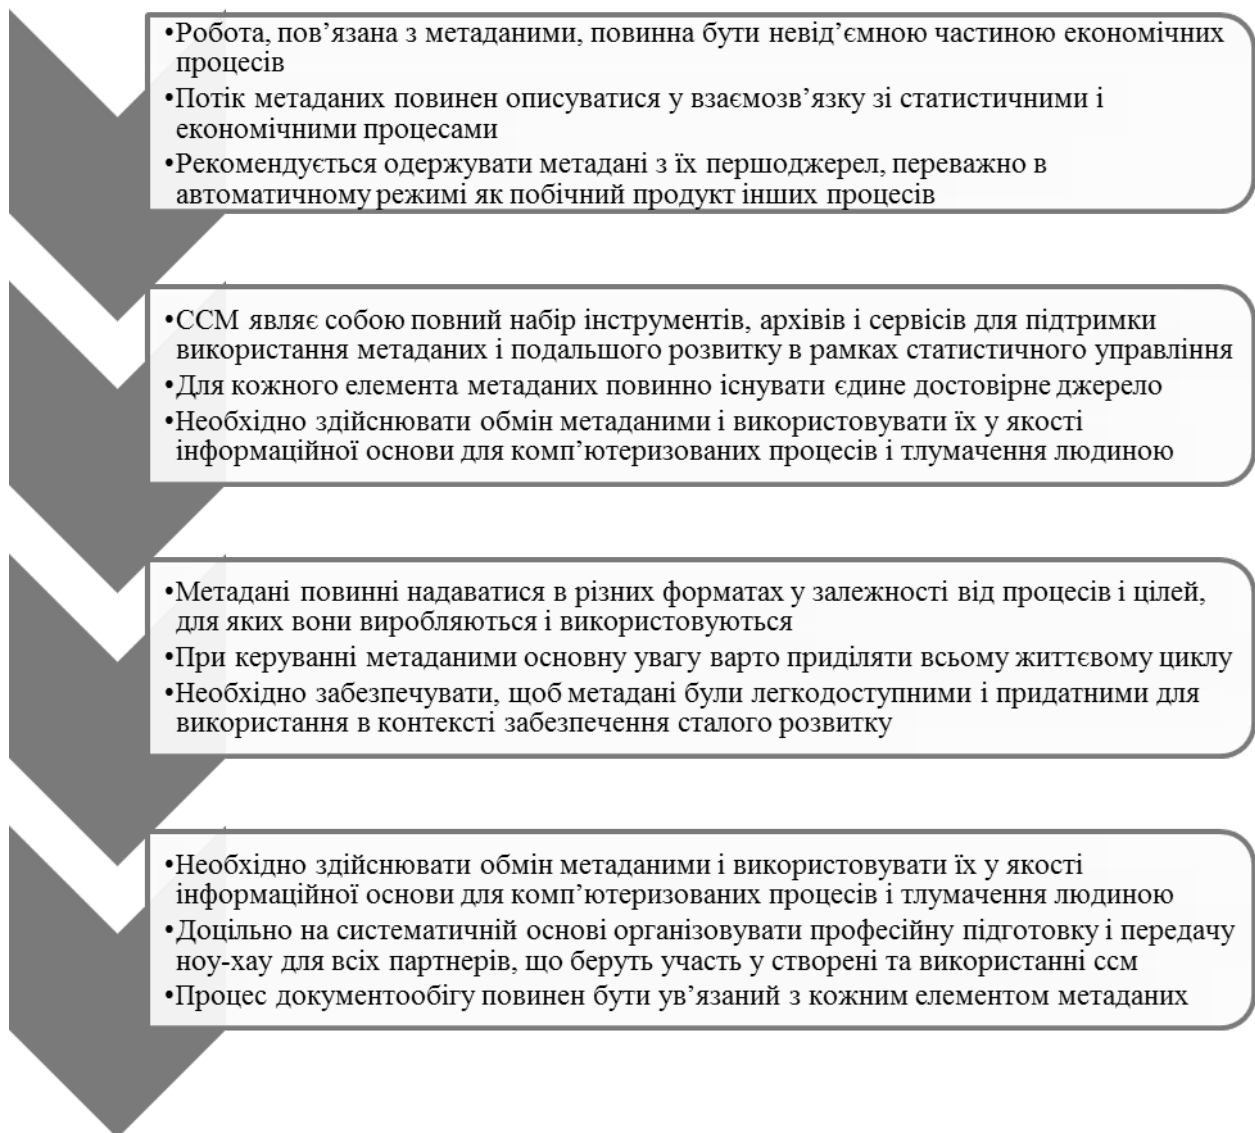 •Робота, пов’язана з метаданими, повинна бути невід’ємною частиною економічних
процесів
•Потік метаданих повинен описуватися у взаємозв’язку зі статистичними і
економічними процесами
•Рекомендується одержувати метадані з їх першоджерел, переважно в
автоматичному режимі як побічний продукт інших процесів
•ССМ являє собою повний набір інструментів, архівів і сервісів для підтримки
використання метаданих і подальшого розвитку в рамках статистичного управління
•Для кожного елемента метаданих повинно існувати єдине достовірне джерело
•Необхідно здійснювати обмін метаданими і використовувати їх у якості
інформаційної основи для комп’ютеризованих процесів і тлумачення людиною
•Метадані повинні надаватися в різних форматах у залежності від процесів і цілей,
для яких вони виробляються і використовуються
•При керуванні метаданими основну увагу варто приділяти всьому життєвому циклу
•Необхідно забезпечувати, щоб метадані були легкодоступними і придатними для
використання в контексті забезпечення сталого розвитку
•Необхідно здійснювати обмін метаданими і використовувати їх у якості
інформаційної основи для комп’ютеризованих процесів і тлумачення людиною
•Доцільно на систематичній основі організовувати професійну підготовку і передачу
ноу-хау для всіх партнерів, що беруть участь у створені та використанні ссм
•Процес документообігу повинен бути ув’язаний з кожним елементом метаданих